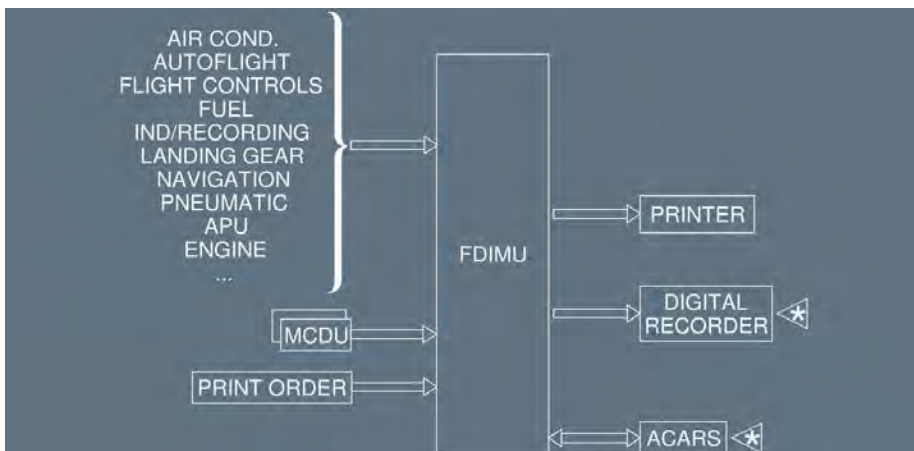 AIR COND.
AUTOFLIGHT
FLIGHT CONTROLS
FUEL
IND/RECORDING
LANDING GEAR
NAVIGATION
PNEUMATIC
APU
ENGINE
...
MCDU
PRINT ORDER
FDIMU
PRINTER
DIGITAL
RECORDER
*
ACARS
*